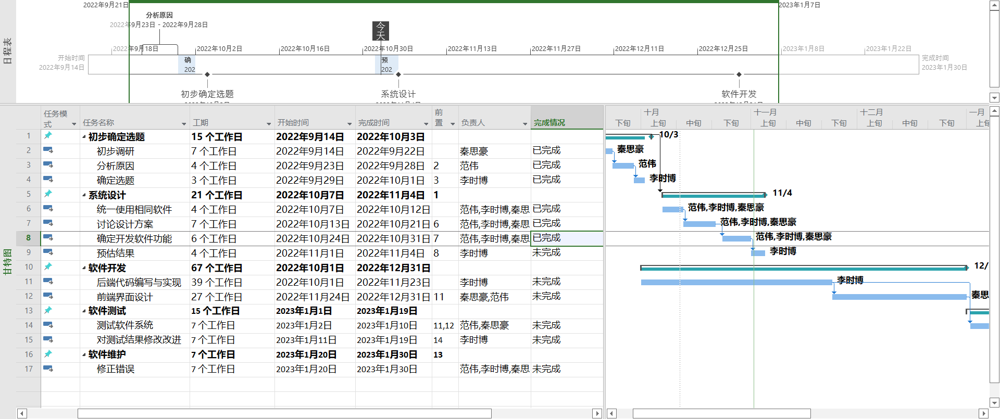 2022年9月21日
2023年1月7日
分析原因
2022年9月23日 - 2022年9月28日
今天
日程表
2022年9月18日
2022年10月2日
2022年10月16日
2022年10月30日
2022年11月13日
2022年11月27日
2022年12月11日
2022年12月25日
2023年1月8日
2023年1月22日
开始时间
2022年9月14日
确
202
预
202
完成时间
2023年1月30日
初步确定选题
系统设计
软件开发
任务模式 任务名称 工期 开始时间 完成时间 前置 负责人 完成情况
1 初步确定选题 15 个工作日 2022年9月14日 2022年10月3日
2 初步调研 7 个工作日 2022年9月14日 2022年9月22日 秦思豪 已完成
3 分析原因 4 个工作日 2022年9月23日 2022年9月28日 2 范伟 已完成
4 确定选题 3 个工作日 2022年9月29日 2022年10月1日 3 李时博 已完成
5 系统设计 21 个工作日 2022年10月7日 2022年11月4日 1
6 统一使用相同软件 4 个工作日 2022年10月7日 2022年10月12日 范伟,李时博,秦思 已完成
7 讨论设计方案 7 个工作日 2022年10月13日 2022年10月21日 6 范伟,李时博,秦思 已完成
8 确定开发软件功能 6 个工作日 2022年10月24日 2022年10月31日 7 范伟,李时博,秦思 已完成
9 预估结果 4 个工作日 2022年11月1日 2022年11月4日 8 李时博 未完成
10 软件开发 67 个工作日 2022年10月1日 2022年12月31日
11 后端代码编写与实现 39 个工作日 2022年10月1日 2022年11月23日 李时博 未完成
12 前端界面设计 27 个工作日 2022年11月24日 2022年12月31日 11 秦思豪,范伟 未完成
13 软件测试 15 个工作日 2023年1月1日 2023年1月19日
14 测试软件系统 7 个工作日 2023年1月2日 2023年1月10日 11,12 范伟,秦思豪 未完成
15 对测试结果修改改进 7 个工作日 2023年1月11日 2023年1月19日 14 李时博 未完成
16 软件维护 7 个工作日 2023年1月20日 2023年1月30日 13
17 修正错误 7 个工作日 2023年1月20日 2023年1月30日 范伟,李时博,秦思 未完成
甘特图
十月 十一月 十二月 一月
下旬 上旬 中旬 下旬 上旬 中旬 下旬 上旬 中旬 下旬 上旬
10/3
秦思豪
范伟
李时博
11/4
范伟,李时博,秦思豪
范伟,李时博,秦思豪
范伟,李时博,秦思豪
李时博
12/
李时博
秦思